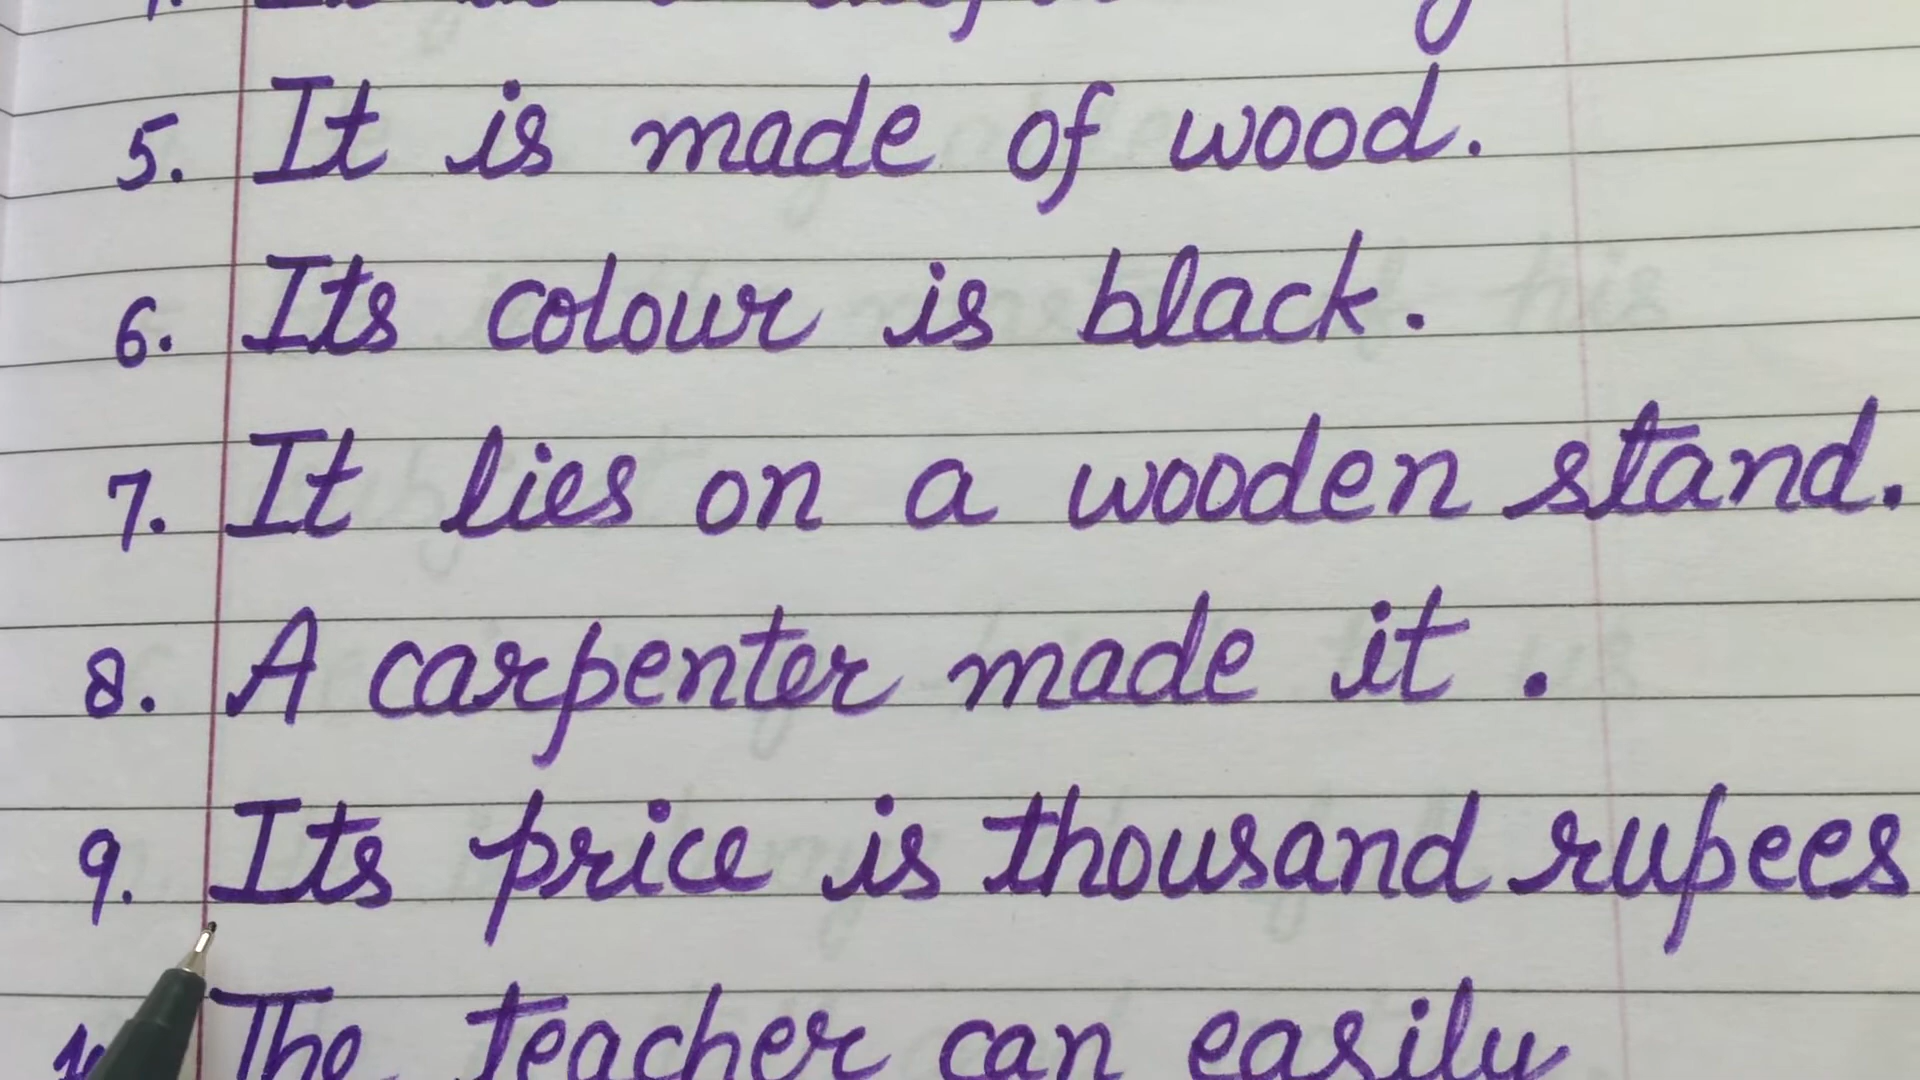 5. It is made of wood.
6. Its colour is black.
7. It lies on a wooden stand.
8. A carpenter made it.
9. Its price is thousand rupees
The teacher can easily